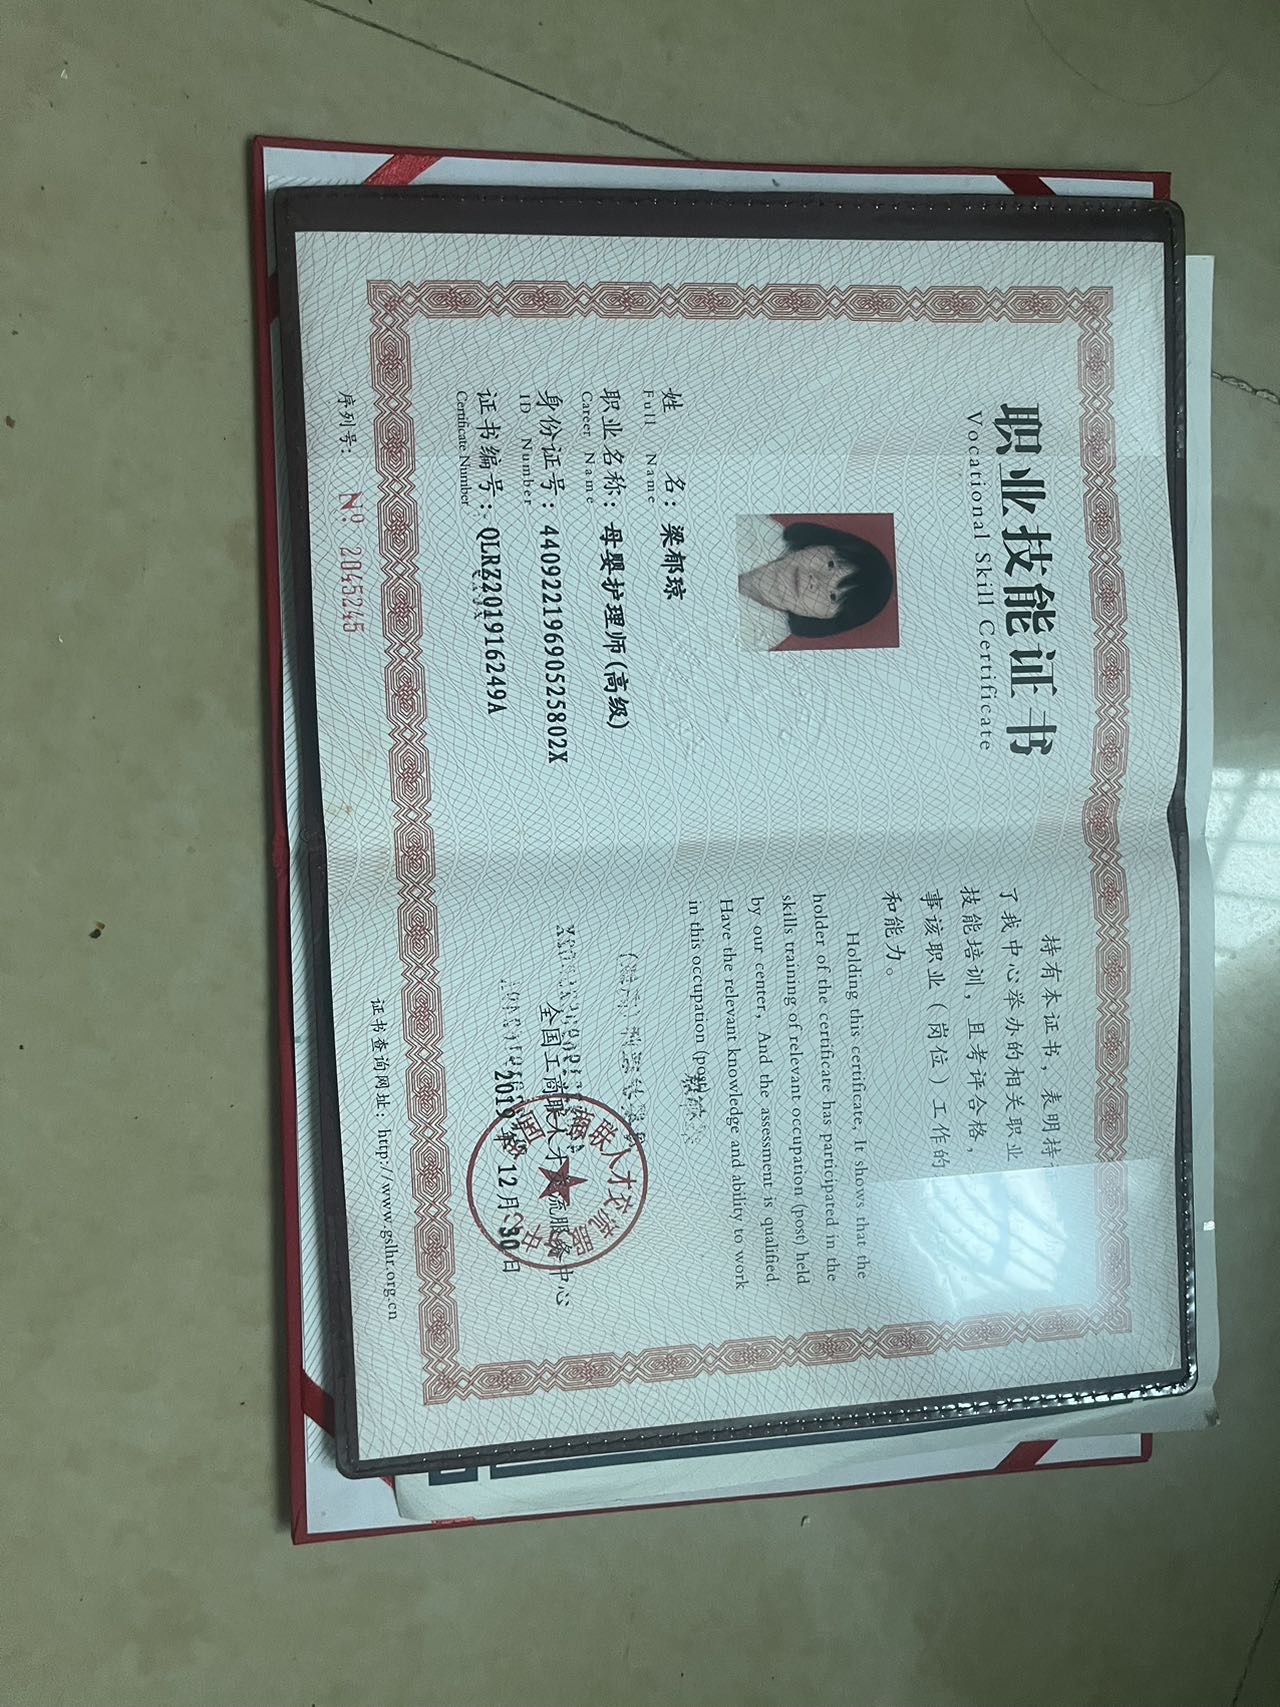 职业技能证书
Vocational Skill Certificate
姓 名：梁郁琼
Full Name
职业名称：母婴护理师(高级)
Career Name
身份证号：44092219690525802X
ID Number
证书编号：QLRZ201916249A
Certificate Number
序列号：
№ 2045245
持有本证书，表明持
了我中心举办的相关职业
技能培训，且考评合格，
事该职业（岗位）工作的
和能力。
Holding this certificate, It shows that the
holder of the certificate has participated in the
skills training of relevant occupation (post) held
by our center, And the assessment is qualified.
Have the relevant knowledge and ability to work
in this occupation (post)
全国工商联人才交流服务中心
2019年12月30日
证书查询网址：http://www.gslhr.org.cn